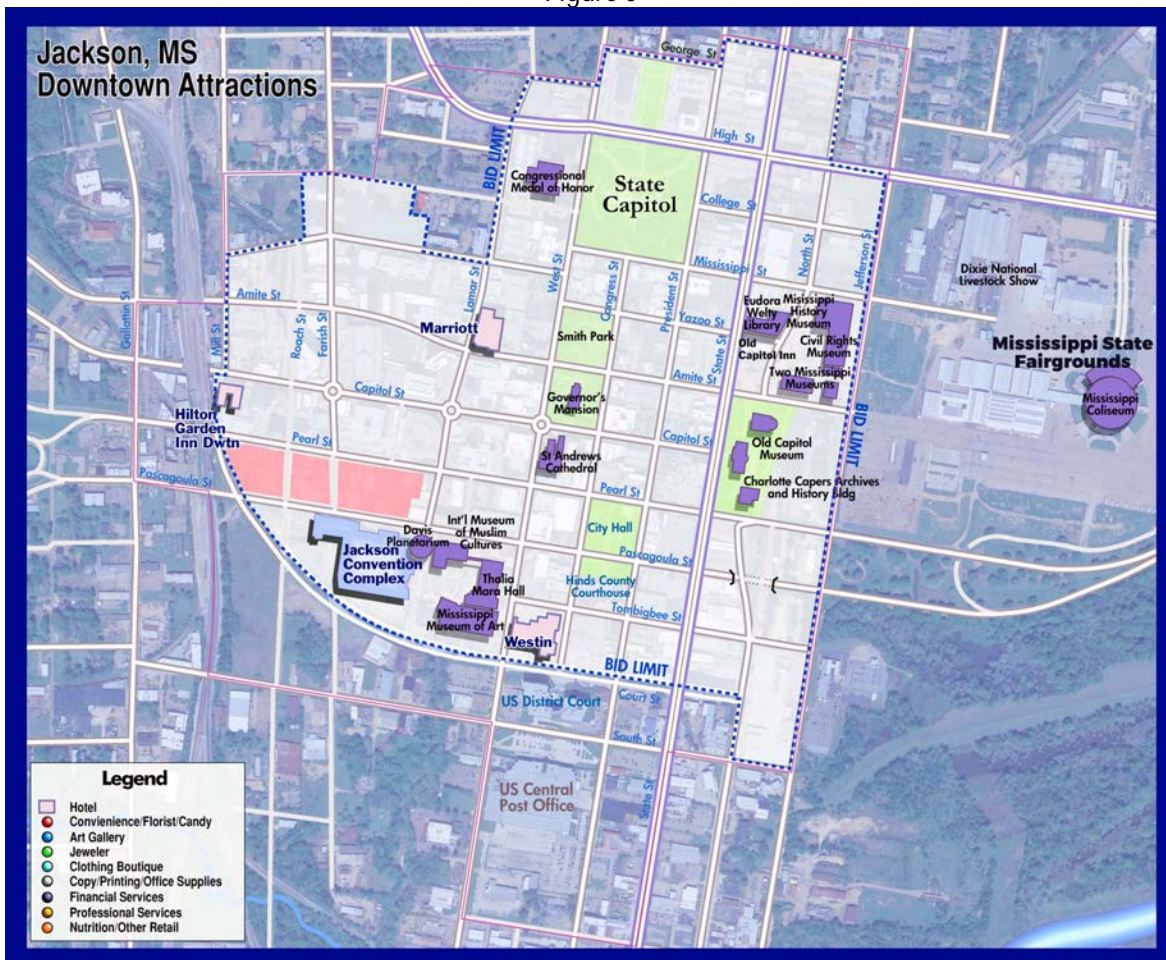 Jackson, MS
Downtown Attractions
George St
High St
BID LIMIT
Congressional
Medal of Honor
State
Capitol
College St
Mississippi St
North St
Jefferson St
Dixie National
Livestock Show
Mississippi State
Fairgrounds
Mississippi
Coliseum
Gallatin St
Mill St
Amite St
Roach St
Farish St
Lamar St
West St
Congress St
President St
Yazoo St
State St
Marriott
Smith Park
Eudora
Welty
Library
Misissippi
History
Museum
Old
Capitol Inn
Civil Rights
Museum
Two Mississippi
Museums
Amite St
Capitol St
Governor's
Mansion
Hilton
Garden
Inn Dwtn
Pearl St
Capitol St
St Andrews
Cathedral
Old Capitol
Museum
BID LIMIT
Pascagoula St
Pearl St
Charlotte Capers Archives
and History Bldg
City Hall
Int'l Museum
of Muslim
Cultures
Davis
Planetarium
Jackson
Convention
Complex
Pascagoula St
Thalia
Mara Hall
Hinds County
Courthouse
Mississippi
Museum of Art
Tombigbee St
Westin
BID LIMIT
US District Court
Court St
South St
US Central
Post Office
State St
Legend
Hotel
Convienience/Florist/Candy
Art Gallery
Jeweler
Clothing Boutique
Copy/Printing/Office Supplies
Financial Services
Professional Services
Nutrition/Other Retail